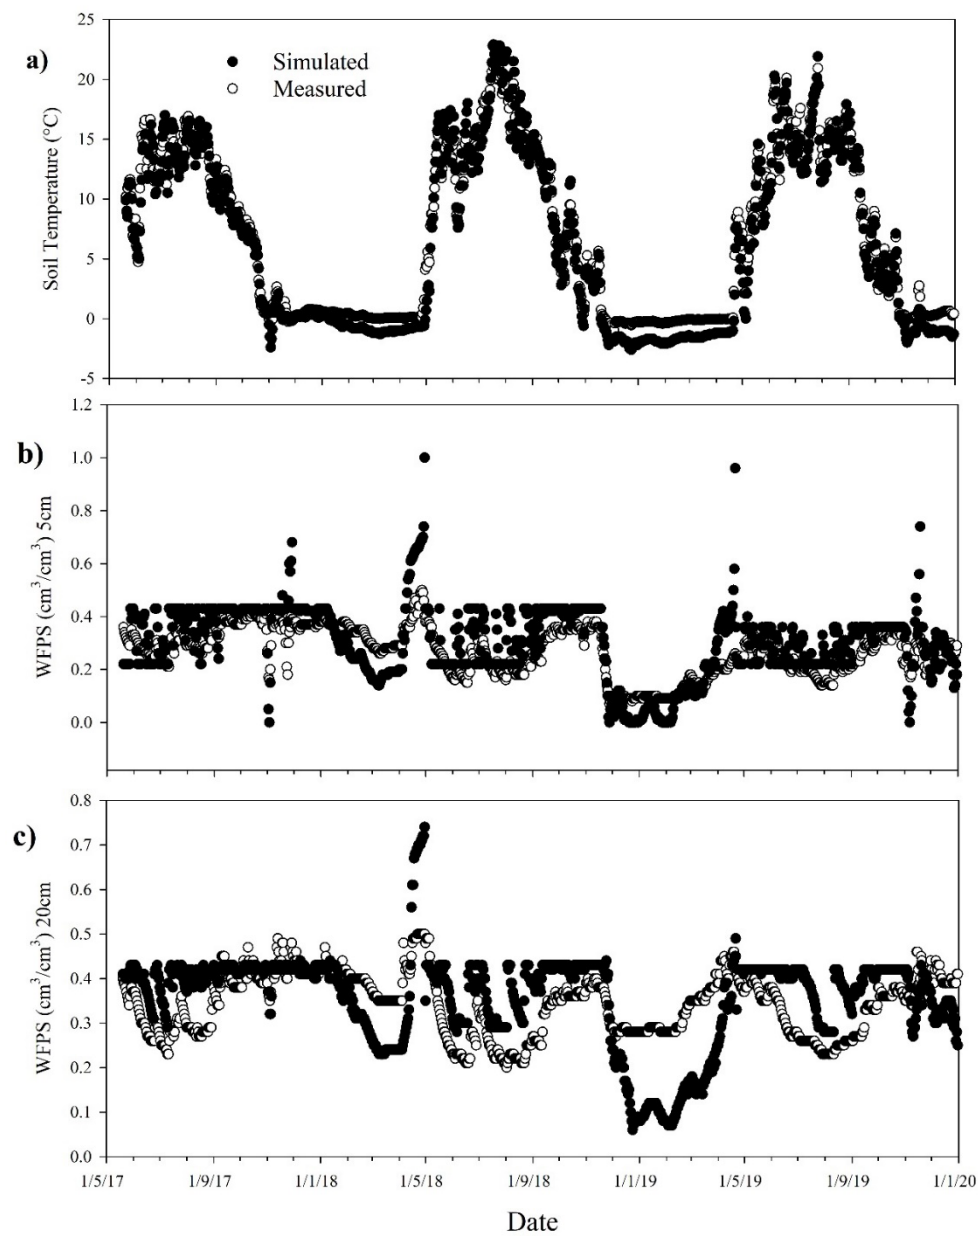 a)
Simulated
Measured
Soil Temperature (°C)
25
20
15
10
5
0
-5
b)
WFPS (cm³/cm³) 5cm
1.2
1.0
0.8
0.6
0.4
0.2
0.0
c)
WFPS (cm³/cm³) 20cm
0.8
0.7
0.6
0.5
0.4
0.3
0.2
0.1
0.0
1/5/17 1/9/17 1/1/18 1/5/18 1/9/18 1/1/19 1/5/19 1/9/19 1/1/20
Date